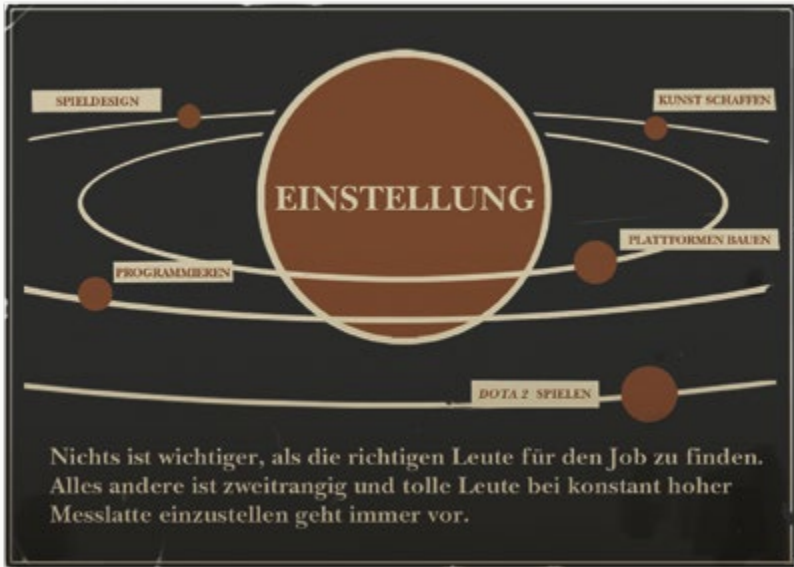 SPIELDESIGN
KUNST SCHAFFEN
EINSTELLUNG
PLATTFORMEN BAUEN
PROGRAMMIEREN
DOTA 2 SPIELEN
Nichts ist wichtiger, als die richtigen Leute für den Job zu finden.
Alles andere ist zweitrangig und tolle Leute bei konstant hoher
Messlatte einzustellen geht immer vor.